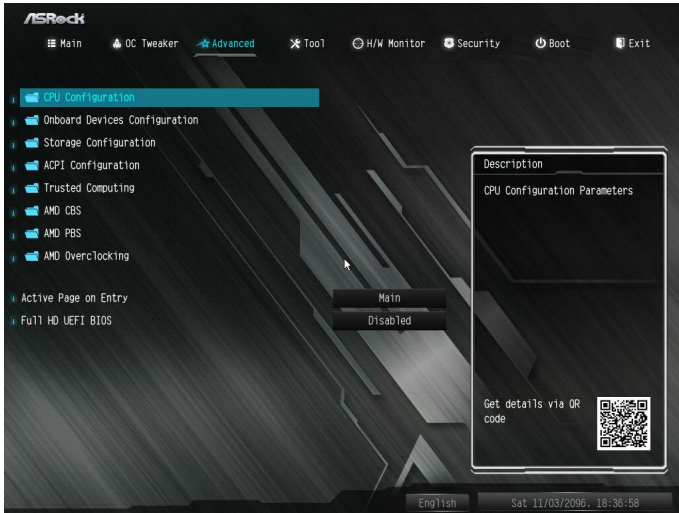 ASRock
Main OC Tweaker Advanced Tool H/W Monitor Security Boot Exit
CPU Configuration
Onboard Devices Configuration
Storage Configuration
ACPI Configuration
Trusted Computing
AMD CBS
AMD PBS
AMD Overclocking
Active Page on Entry Main
Full HD UEFI BIOS Disabled
Description
CPU Configuration Parameters
Get details via QR
code
English Sat 11/03/2096. 18:36:58